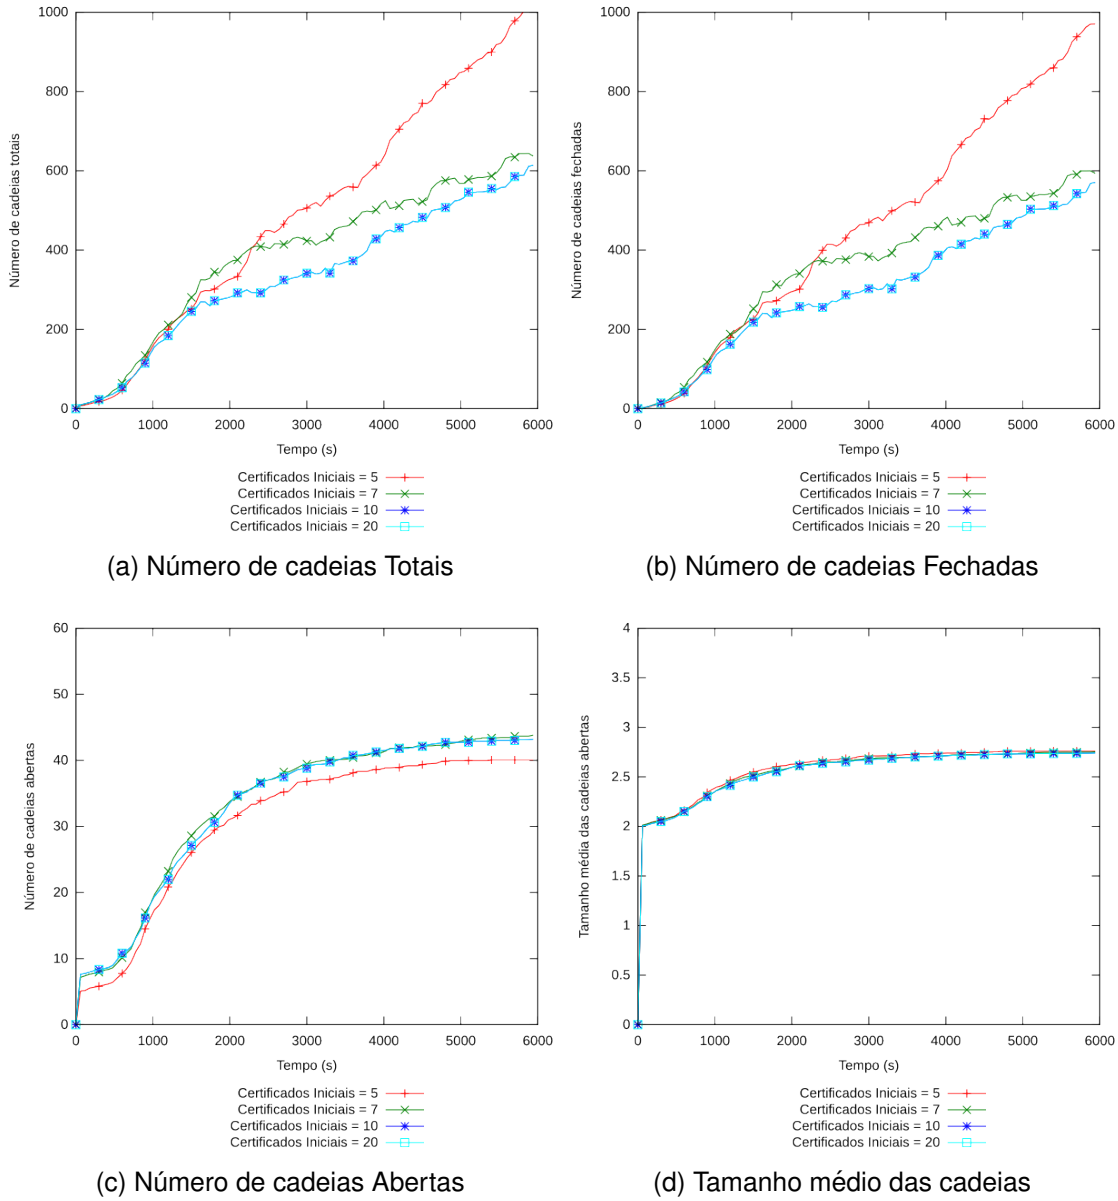 1000
800
600
400
200
0
Número de cadeias totais
0 1000 2000 3000 4000 5000 6000
Tempo (s)
Certificados Iniciais = 5
Certificados Iniciais = 7
Certificados Iniciais = 10
Certificados Iniciais = 20
(a) Número de cadeias Totais
1000
800
600
400
200
0
Número de cadeias fechadas
0 1000 2000 3000 4000 5000 6000
Tempo (s)
Certificados Iniciais = 5
Certificados Iniciais = 7
Certificados Iniciais = 10
Certificados Iniciais = 20
(b) Número de cadeias Fechadas
60
50
40
30
20
10
0
Número de cadeias abertas
0 1000 2000 3000 4000 5000 6000
Tempo (s)
Certificados Iniciais = 5
Certificados Iniciais = 7
Certificados Iniciais = 10
Certificados Iniciais = 20
(c) Número de cadeias Abertas
4
3.5
3
2.5
2
1.5
1
0.5
0
Tamanho média das cadeias abertas
0 1000 2000 3000 4000 5000 6000
Tempo (s)
Certificados Iniciais = 5
Certificados Iniciais = 7
Certificados Iniciais = 10
Certificados Iniciais = 20
(d) Tamanho médio das cadeias